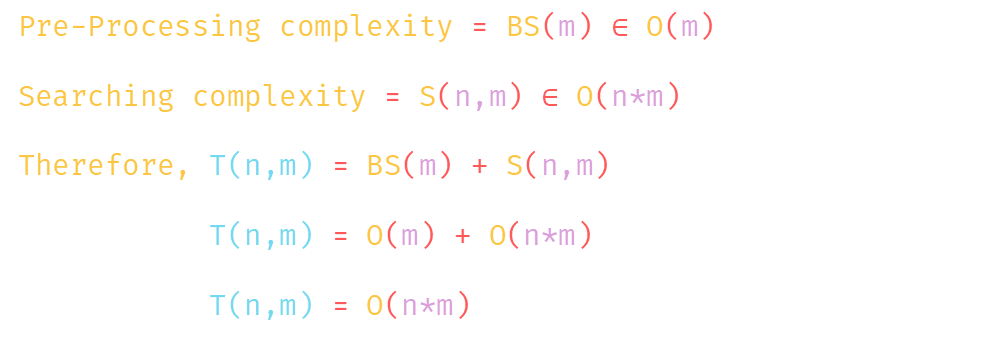 Pre-Processing complexity = BS(m) ∈ O(m)
Searching complexity = S(n,m) ∈ O(n*m)
Therefore, T(n,m) = BS(m) + S(n,m)
T(n,m) = O(m) + O(n*m)
T(n,m) = O(n*m)